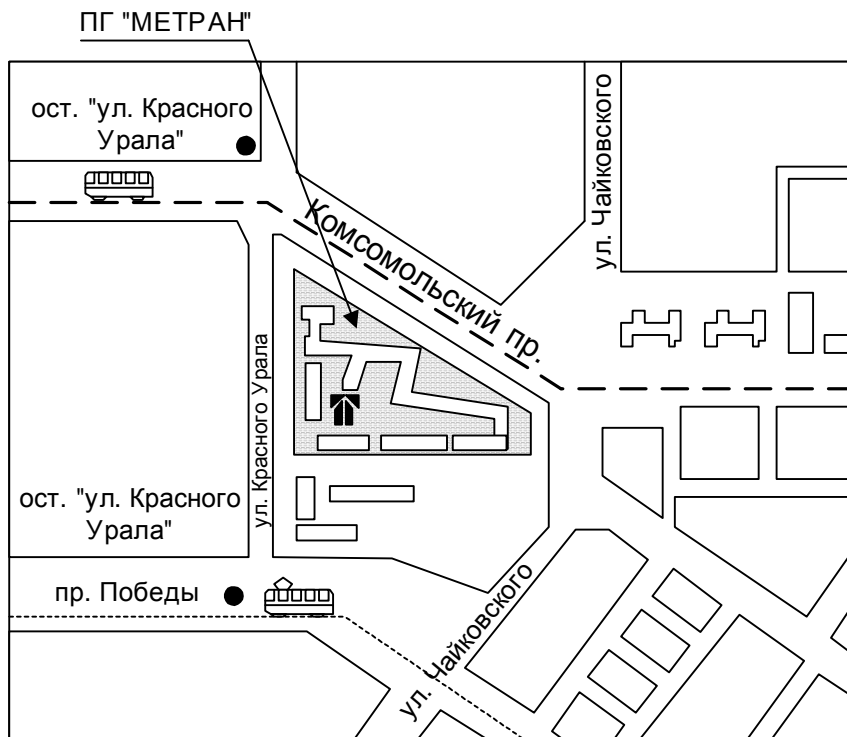 ПГ "МЕТРАН"
ост. "ул. Красного
Урала"
ул. Чайковского
Комсомольский пр.
ул. Красного Урала
ост. "ул. Красного
Урала"
пр. Победы
ул. Чайковского